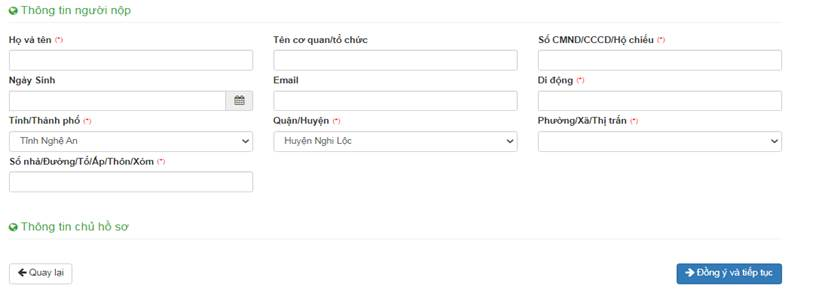 Thông tin người nộp
Họ và tên (*) Tên cơ quan/tổ chức Số CMND/CCCD/Hộ chiếu (*)
Ngày Sinh Email Di động (*)
Tỉnh/Thành phố (*) Quận/Huyện (*) Phường/Xã/Thị trấn (*)
Tỉnh Nghệ An Huyện Nghi Lộc
Số nhà/Đường/Tổ/Ấp/Thôn/Xóm (*)
Thông tin chủ hồ sơ
Quay lại Đồng ý và tiếp tục